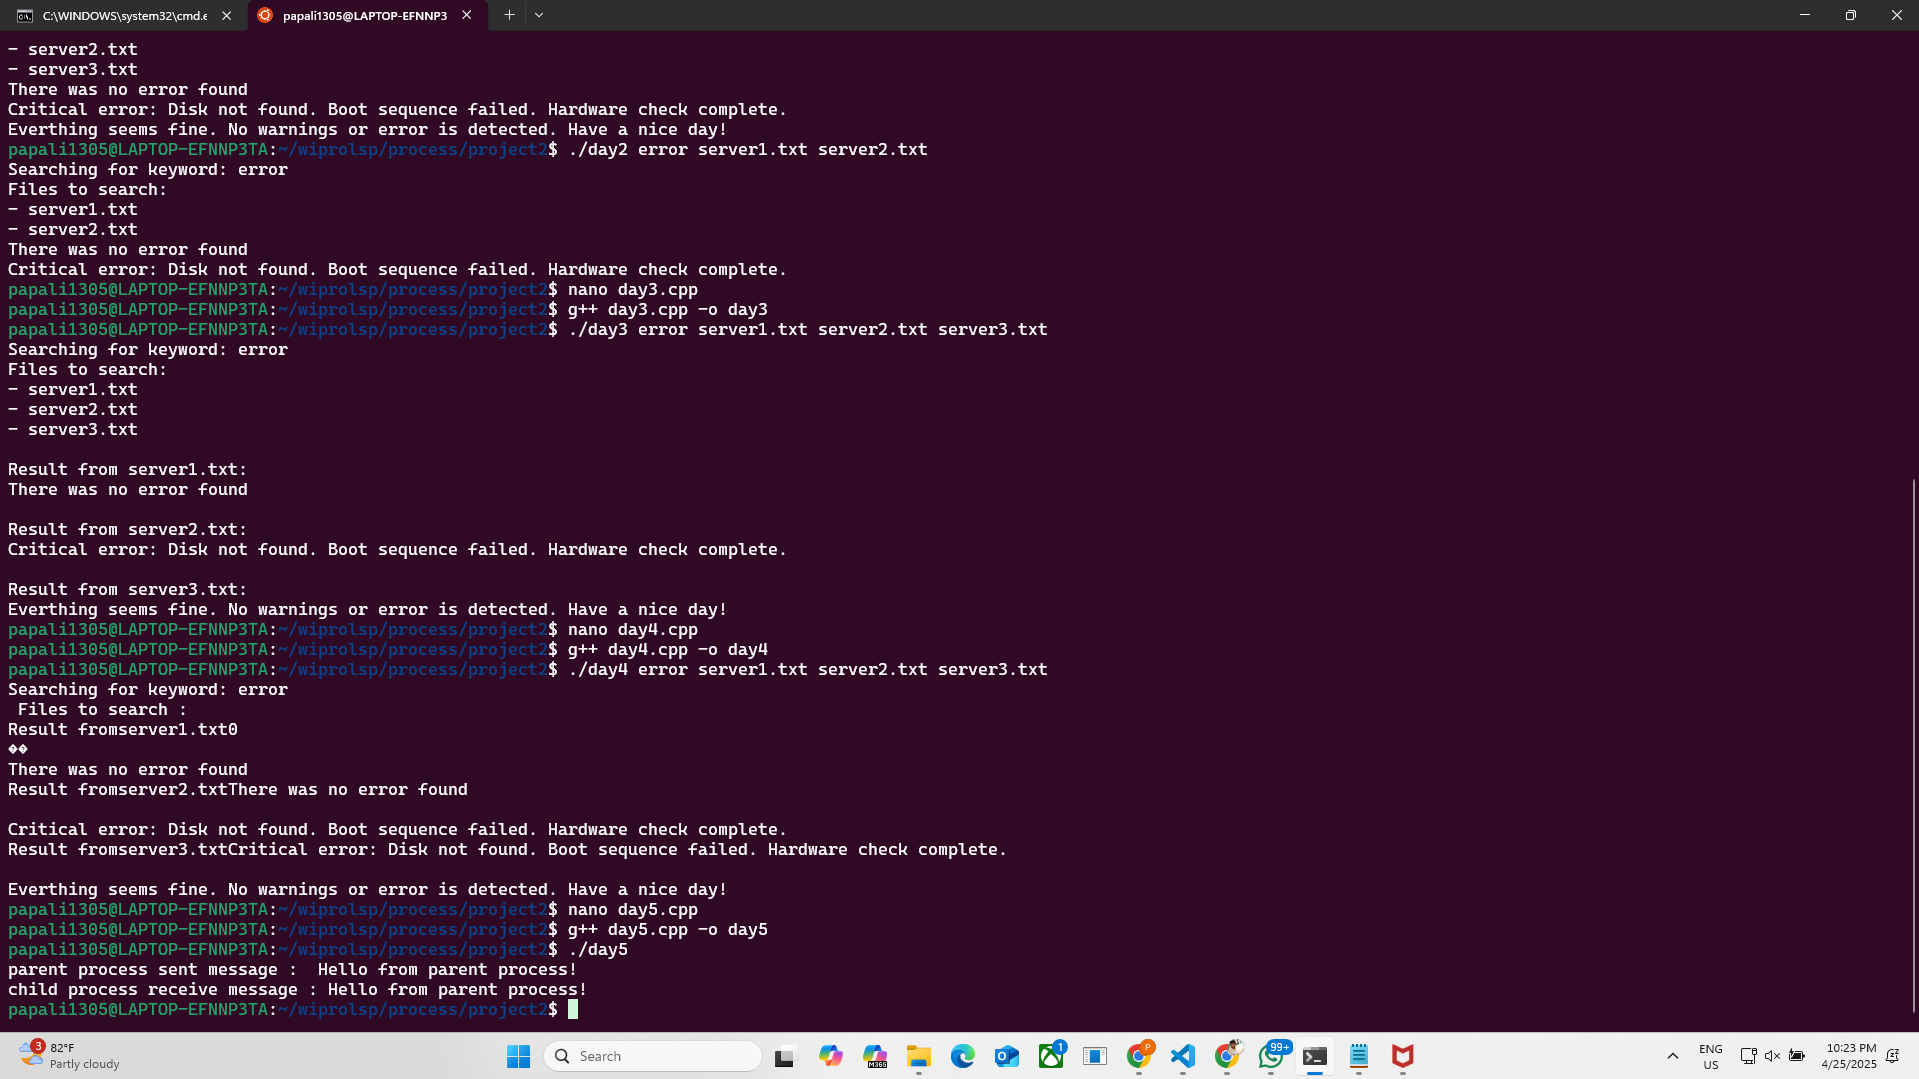 C:\WINDOWS\system32\cmd.e
papali1305@LAPTOP-EFNNP3
- server2.txt
- server3.txt
There was no error found
Critical error: Disk not found. Boot sequence failed. Hardware check complete.
Everthing seems fine. No warnings or error is detected. Have a nice day!
papali1305@LAPTOP-EFNNP3TA:~/wiprolsp/process/project2$ ./day2 error server1.txt server2.txt
Searching for keyword: error
Files to search:
- server1.txt
- server2.txt
There was no error found
Critical error: Disk not found. Boot sequence failed. Hardware check complete.
papali1305@LAPTOP-EFNNP3TA:~/wiprolsp/process/project2$ nano day3.cpp
papali1305@LAPTOP-EFNNP3TA:~/wiprolsp/process/project2$ g++ day3.cpp -o day3
papali1305@LAPTOP-EFNNP3TA:~/wiprolsp/process/project2$ ./day3 error server1.txt server2.txt server3.txt
Searching for keyword: error
Files to search:
- server1.txt
- server2.txt
- server3.txt
Result from server1.txt:
There was no error found
Result from server2.txt:
Critical error: Disk not found. Boot sequence failed. Hardware check complete.
Result from server3.txt:
Everthing seems fine. No warnings or error is detected. Have a nice day!
papali1305@LAPTOP-EFNNP3TA:~/wiprolsp/process/project2$ nano day4.cpp
papali1305@LAPTOP-EFNNP3TA:~/wiprolsp/process/project2$ g++ day4.cpp -o day4
papali1305@LAPTOP-EFNNP3TA:~/wiprolsp/process/project2$ ./day4 error server1.txt server2.txt server3.txt
Searching for keyword: error
 Files to search :
Result fromserver1.txt0
��
There was no error found
Result fromserver2.txtThere was no error found
Critical error: Disk not found. Boot sequence failed. Hardware check complete.
Result fromserver3.txtCritical error: Disk not found. Boot sequence failed. Hardware check complete.
Everthing seems fine. No warnings or error is detected. Have a nice day!
papali1305@LAPTOP-EFNNP3TA:~/wiprolsp/process/project2$ nano day5.cpp
papali1305@LAPTOP-EFNNP3TA:~/wiprolsp/process/project2$ g++ day5.cpp -o day5
papali1305@LAPTOP-EFNNP3TA:~/wiprolsp/process/project2$ ./day5
parent process sent message :  Hello from parent process!
child process receive message : Hello from parent process!
papali1305@LAPTOP-EFNNP3TA:~/wiprolsp/process/project2$
3
82°F
Partly cloudy
Search
M365
1
P
99+
ENG
US
10:23 PM
4/25/2025